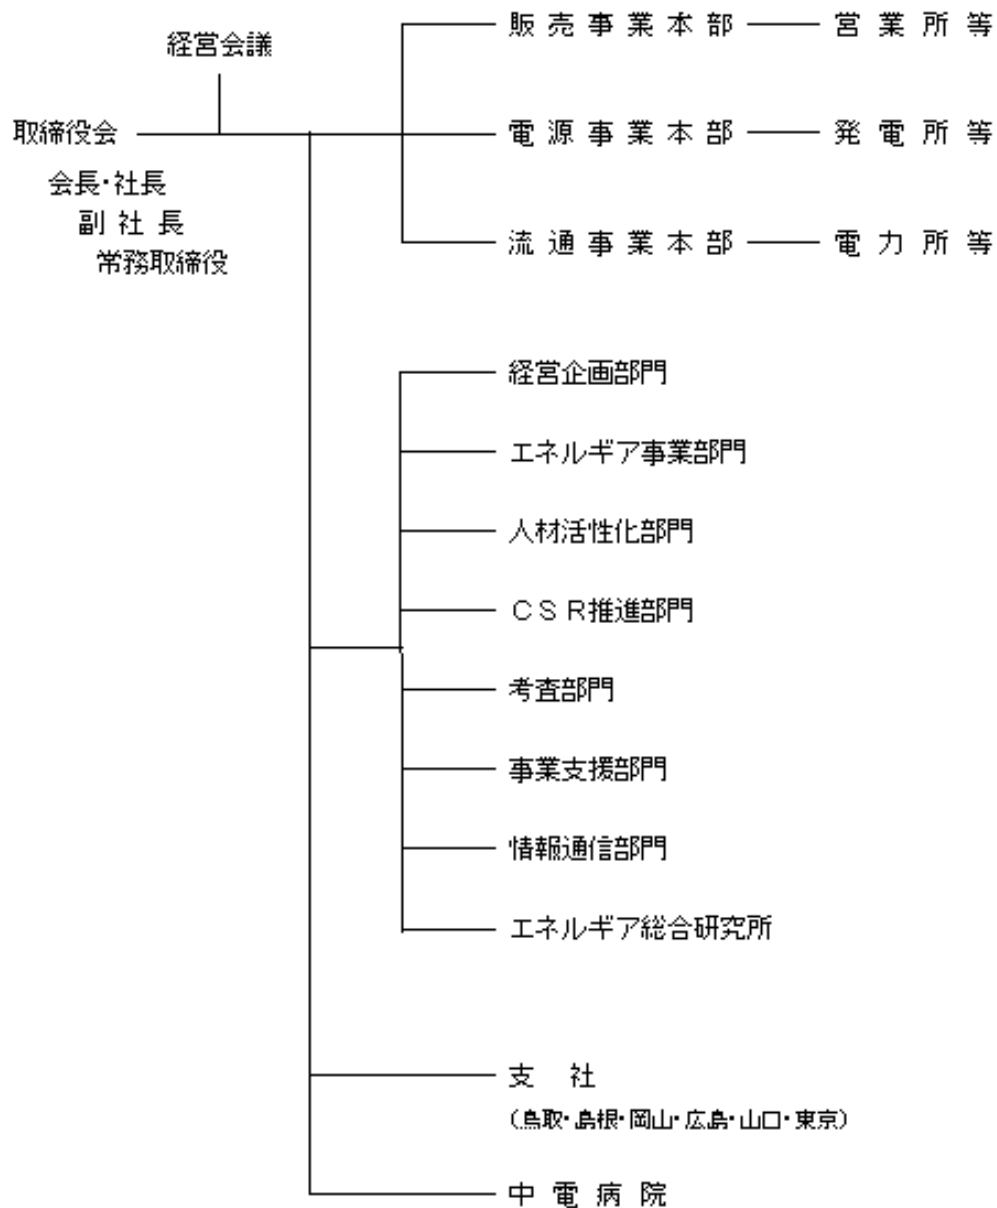 経営会議
取締役会
会長・社長
副社長
常務取締役
販売事業本部 営業所等
電源事業本部 発電所等
流通事業本部 電力所等
経営企画部門
エネルギア事業部門
人材活性化部門
ＣＳＲ推進部門
考査部門
事業支援部門
情報通信部門
エネルギア総合研究所
支社
（鳥取・島根・岡山・広島・山口・東京）
中電病院